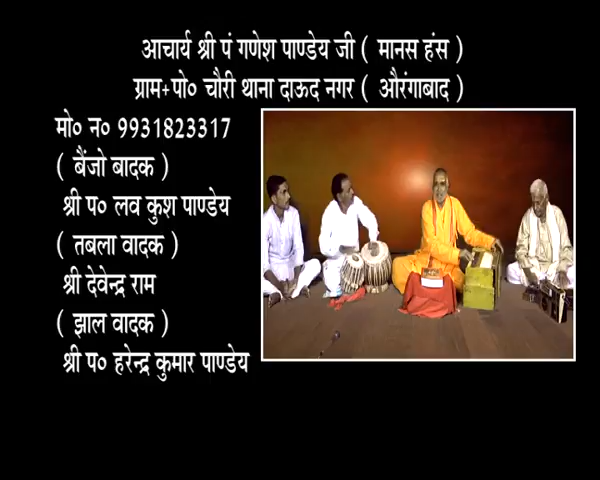 आचार्य श्री पं गणेश पाण्डेय जी ( मानस हंस )
ग्राम+पो० चौरी थाना दाऊद नगर ( औरंगाबाद )
मो० न० 9931823317
( बैंजो बादक )
श्री प० लव कुश पाण्डेय
( तबला वादक )
श्री देवेन्द्र राम
( झाल वादक )
श्री प० हरेन्द्र कुमार पाण्डेय